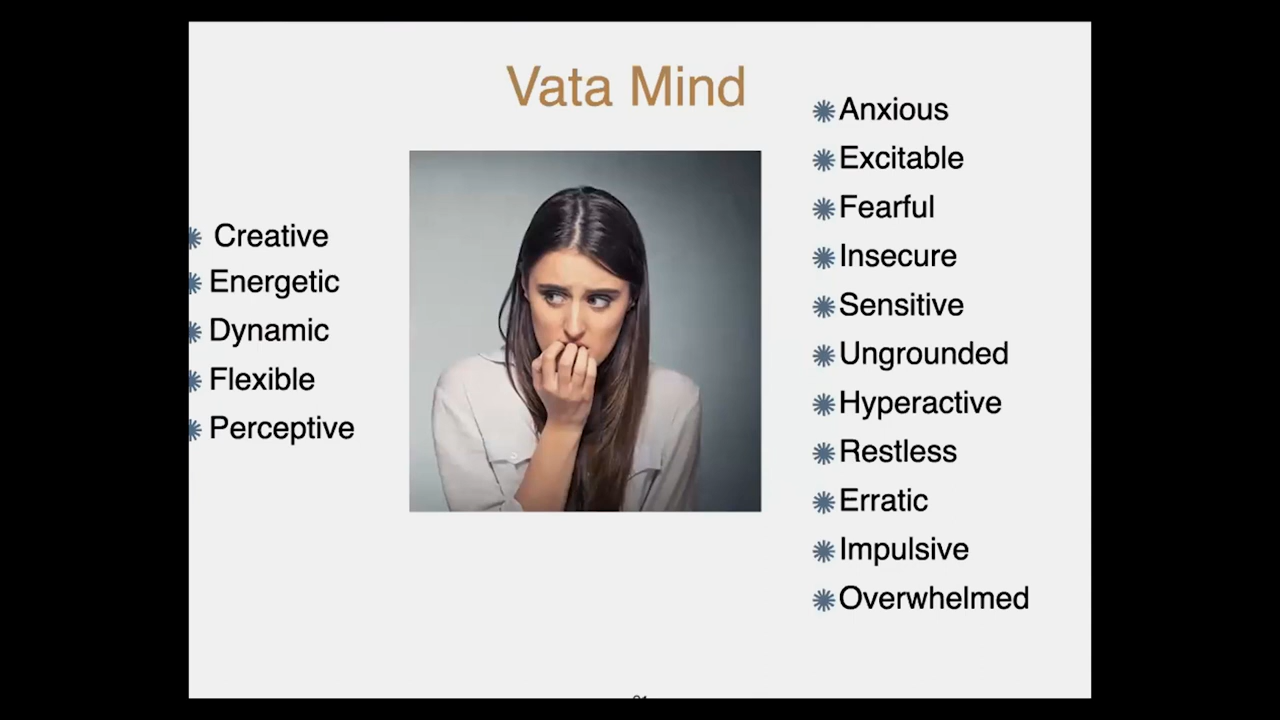 Vata Mind
Creative
Energetic
Dynamic
Flexible
Perceptive
Anxious
Excitable
Fearful
Insecure
Sensitive
Ungrounded
Hyperactive
Restless
Erratic
Impulsive
Overwhelmed